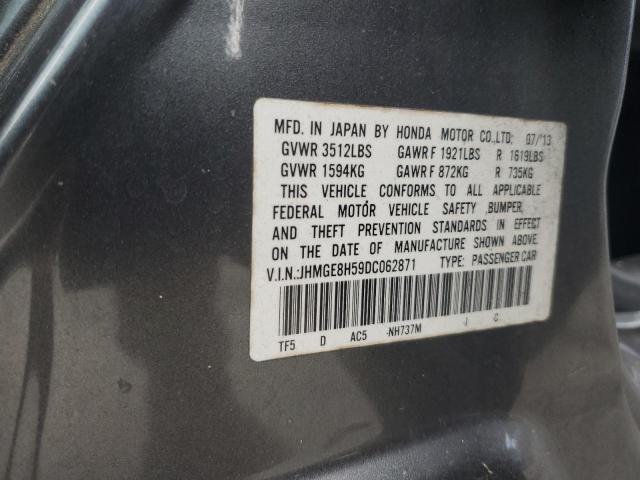 MFD. IN JAPAN BY HONDA MOTOR CO.,LTD. 07/'13
GVWR 3512LBS GAWR F 1921LBS R 1619LBS
GVWR 1594KG GAWR F 872KG R 735KG
THIS VEHICLE CONFORMS TO ALL APPLICABLE
FEDERAL MOTOR VEHICLE SAFETY, BUMPER,
AND THEFT PREVENTION STANDARDS IN EFFECT
ON THE DATE OF MANUFACTURE SHOWN ABOVE.
V.I.N.:JHMGE8H59DC062871 TYPE: PASSENGER CAR
TF5 D AC5 -NH737M J C